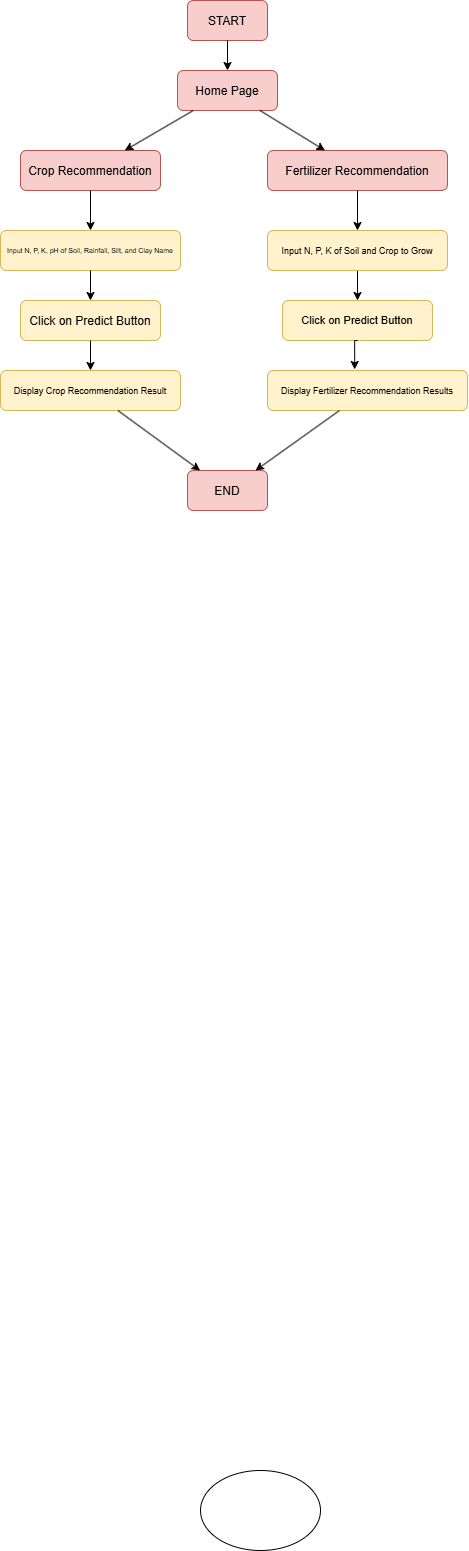 START
Home Page
Crop Recommendation
Fertilizer Recommendation
Input N, P, K, pH of Soil, Rainfall, Silt, and Clay Name
Input N, P, K of Soil and Crop to Grow
Click on Predict Button
Click on Predict Button
Display Crop Recommendation Result
Display Fertilizer Recommendation Results
END